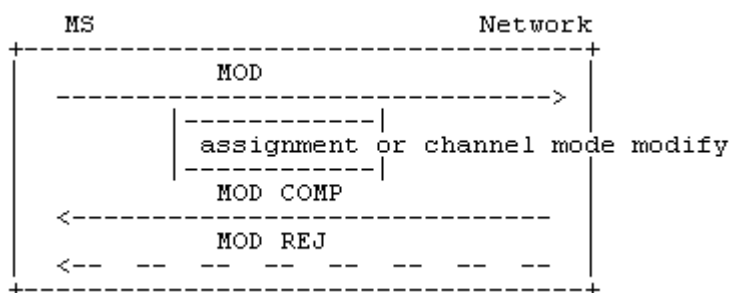 MS Network
MOD
assignment or channel mode modify
MOD COMP
MOD REJ